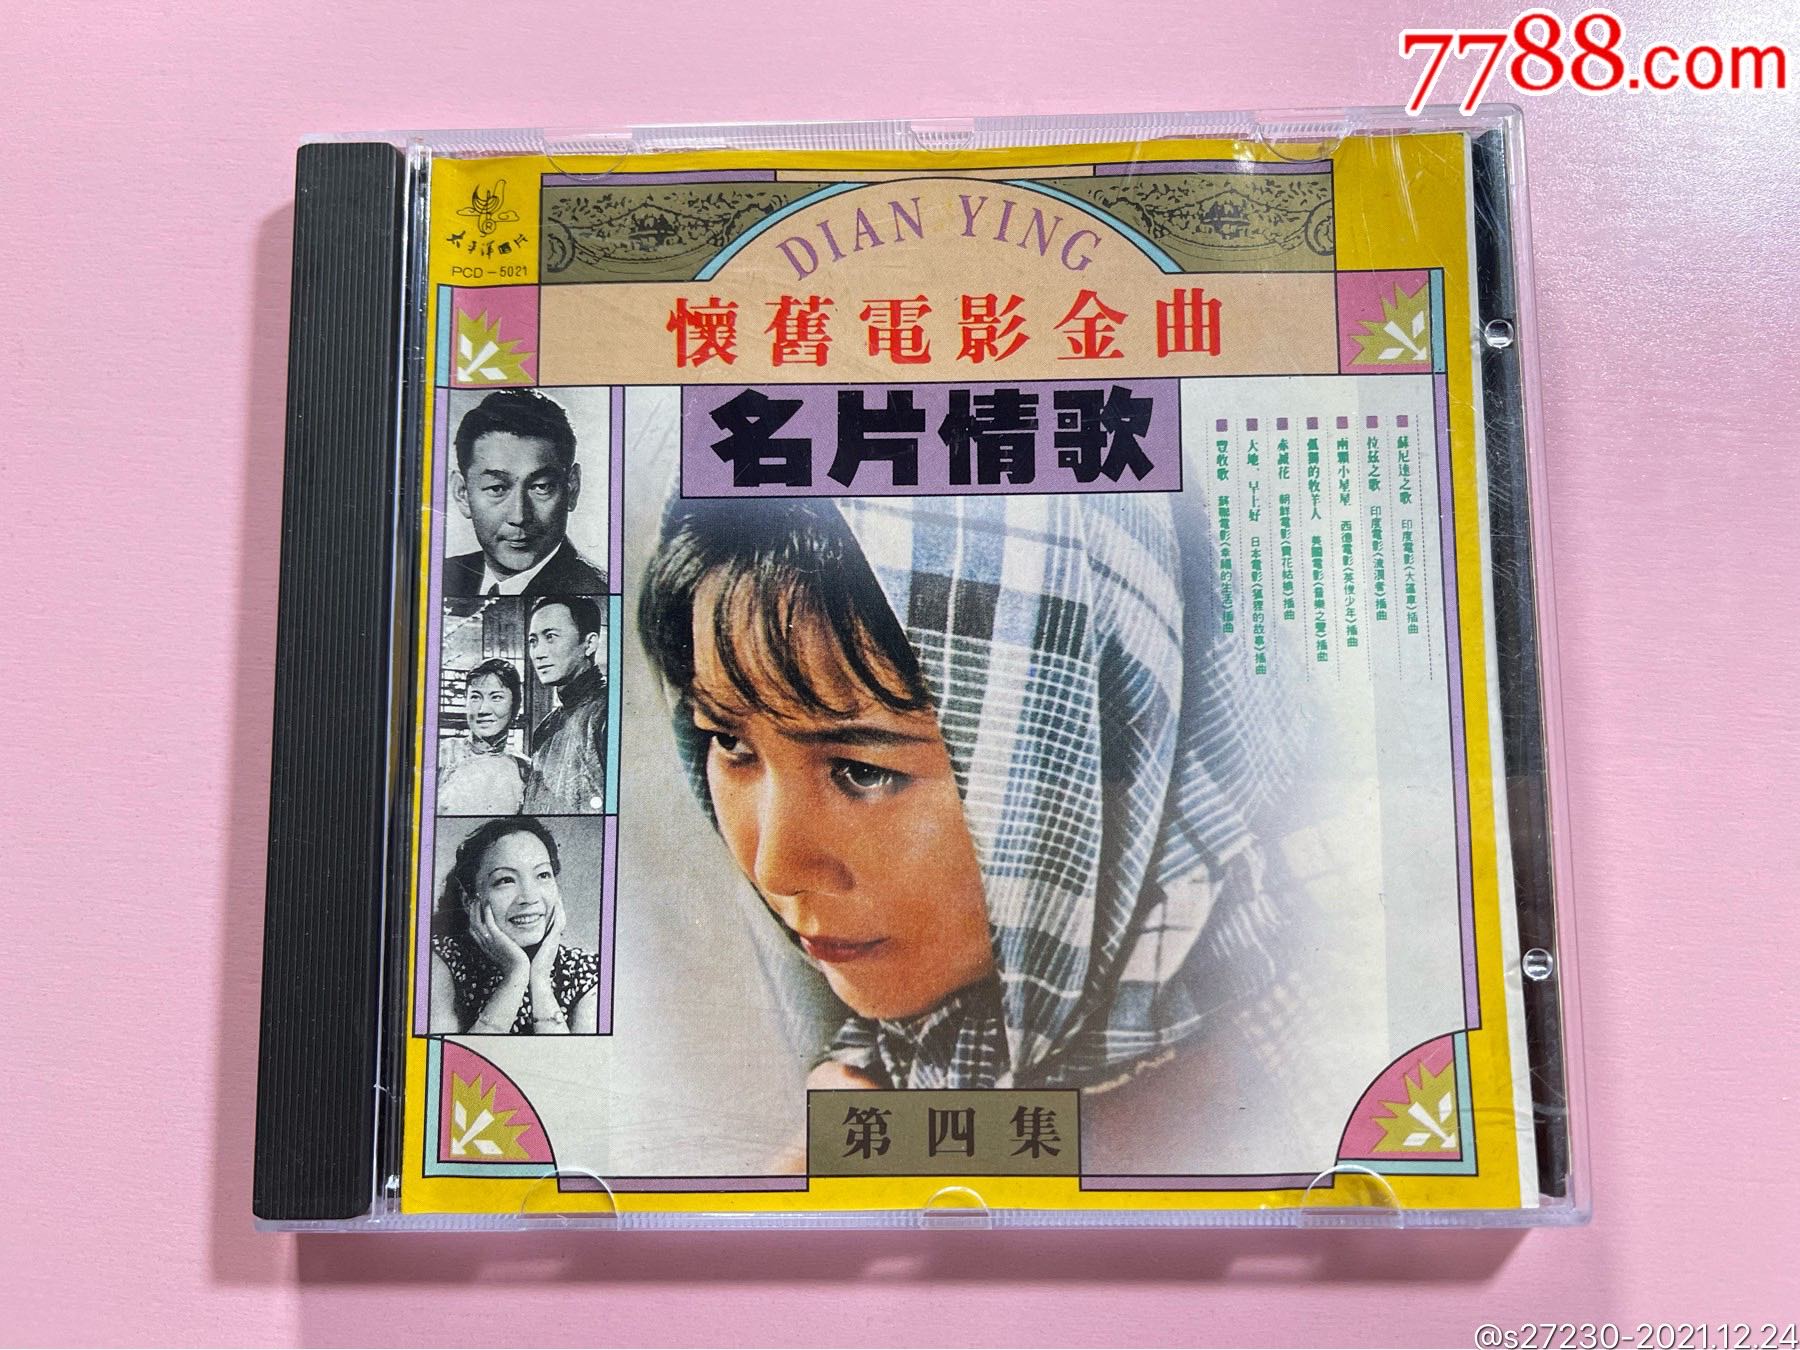 7788.com
太平洋唱片
PCD-5021
DIAN YING
懷舊電影金曲
名片情歌
蘇尼達之歌 印度電影《大篷車》插曲
拉茲之歌 印度電影《流浪者》插曲
兩顆小星星 西德電影《英俊少年》插曲
孤獨的牧羊人 美國電影《音樂之聲》插曲
赤誠花 朝鮮電影《賣花姑娘》插曲
大地、早上好 日本電影《狐狸的故事》插曲
豐收歌 蘇聯電影《幸福的生活》插曲
第四集
@s27230-2021.12.24